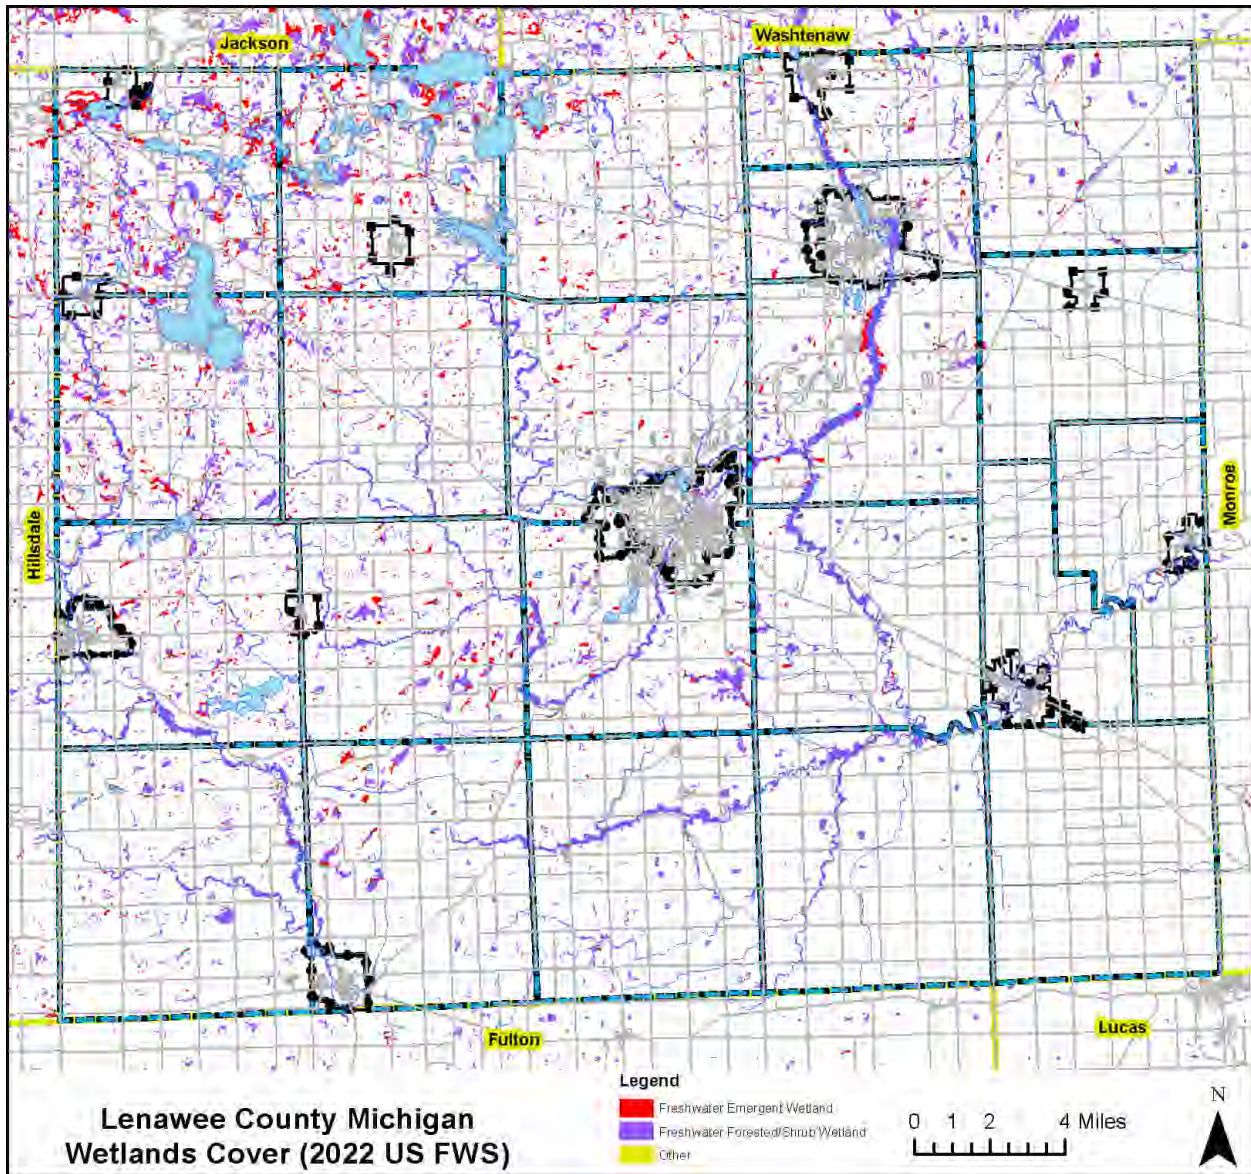 Jackson
Washtenaw
Hillsdale
Monroe
Fulton
Lucas
Lenawee County Michigan
Wetlands Cover (2022 US FWS)
Legend
Freshwater Emergent Wetland
Freshwater Forested/Shrub Wetland
Other
0 1 2 4 Miles
N